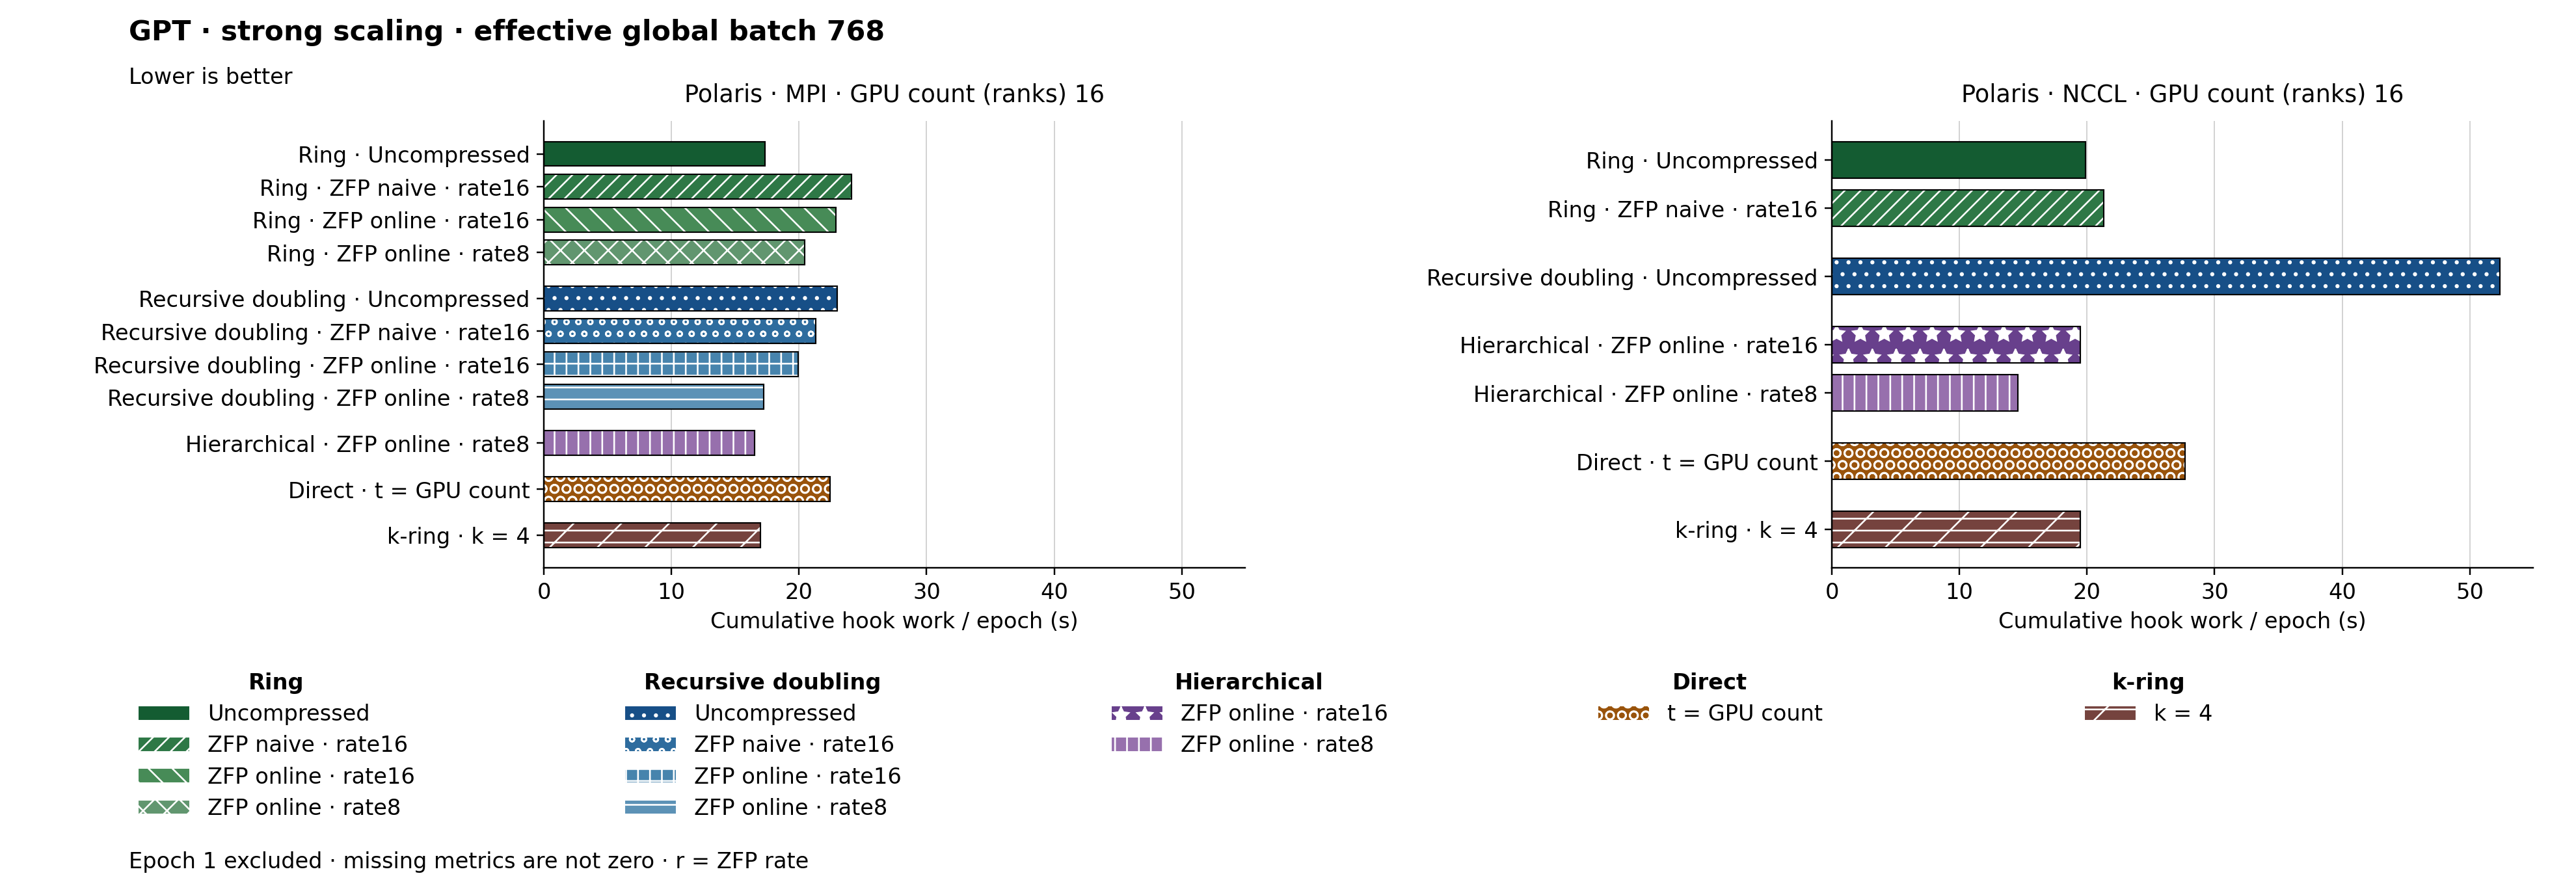 GPT · strong scaling · effective global batch 768
Lower is better
Polaris · MPI · GPU count (ranks) 16
Ring · Uncompressed
Ring · ZFP naive · rate16
Ring · ZFP online · rate16
Ring · ZFP online · rate8
Recursive doubling · Uncompressed
Recursive doubling · ZFP naive · rate16
Recursive doubling · ZFP online · rate16
Recursive doubling · ZFP online · rate8
Hierarchical · ZFP online · rate8
Direct · t = GPU count
k-ring · k = 4
0 10 20 30 40 50
Cumulative hook work / epoch (s)
Polaris · NCCL · GPU count (ranks) 16
Ring · Uncompressed
Ring · ZFP naive · rate16
Recursive doubling · Uncompressed
Hierarchical · ZFP online · rate16
Hierarchical · ZFP online · rate8
Direct · t = GPU count
k-ring · k = 4
0 10 20 30 40 50
Cumulative hook work / epoch (s)
Ring
Uncompressed
ZFP naive · rate16
ZFP online · rate16
ZFP online · rate8
Recursive doubling
Uncompressed
ZFP naive · rate16
ZFP online · rate16
ZFP online · rate8
Hierarchical
ZFP online · rate16
ZFP online · rate8
Direct
t = GPU count
k-ring
k = 4
Epoch 1 excluded · missing metrics are not zero · r = ZFP rate